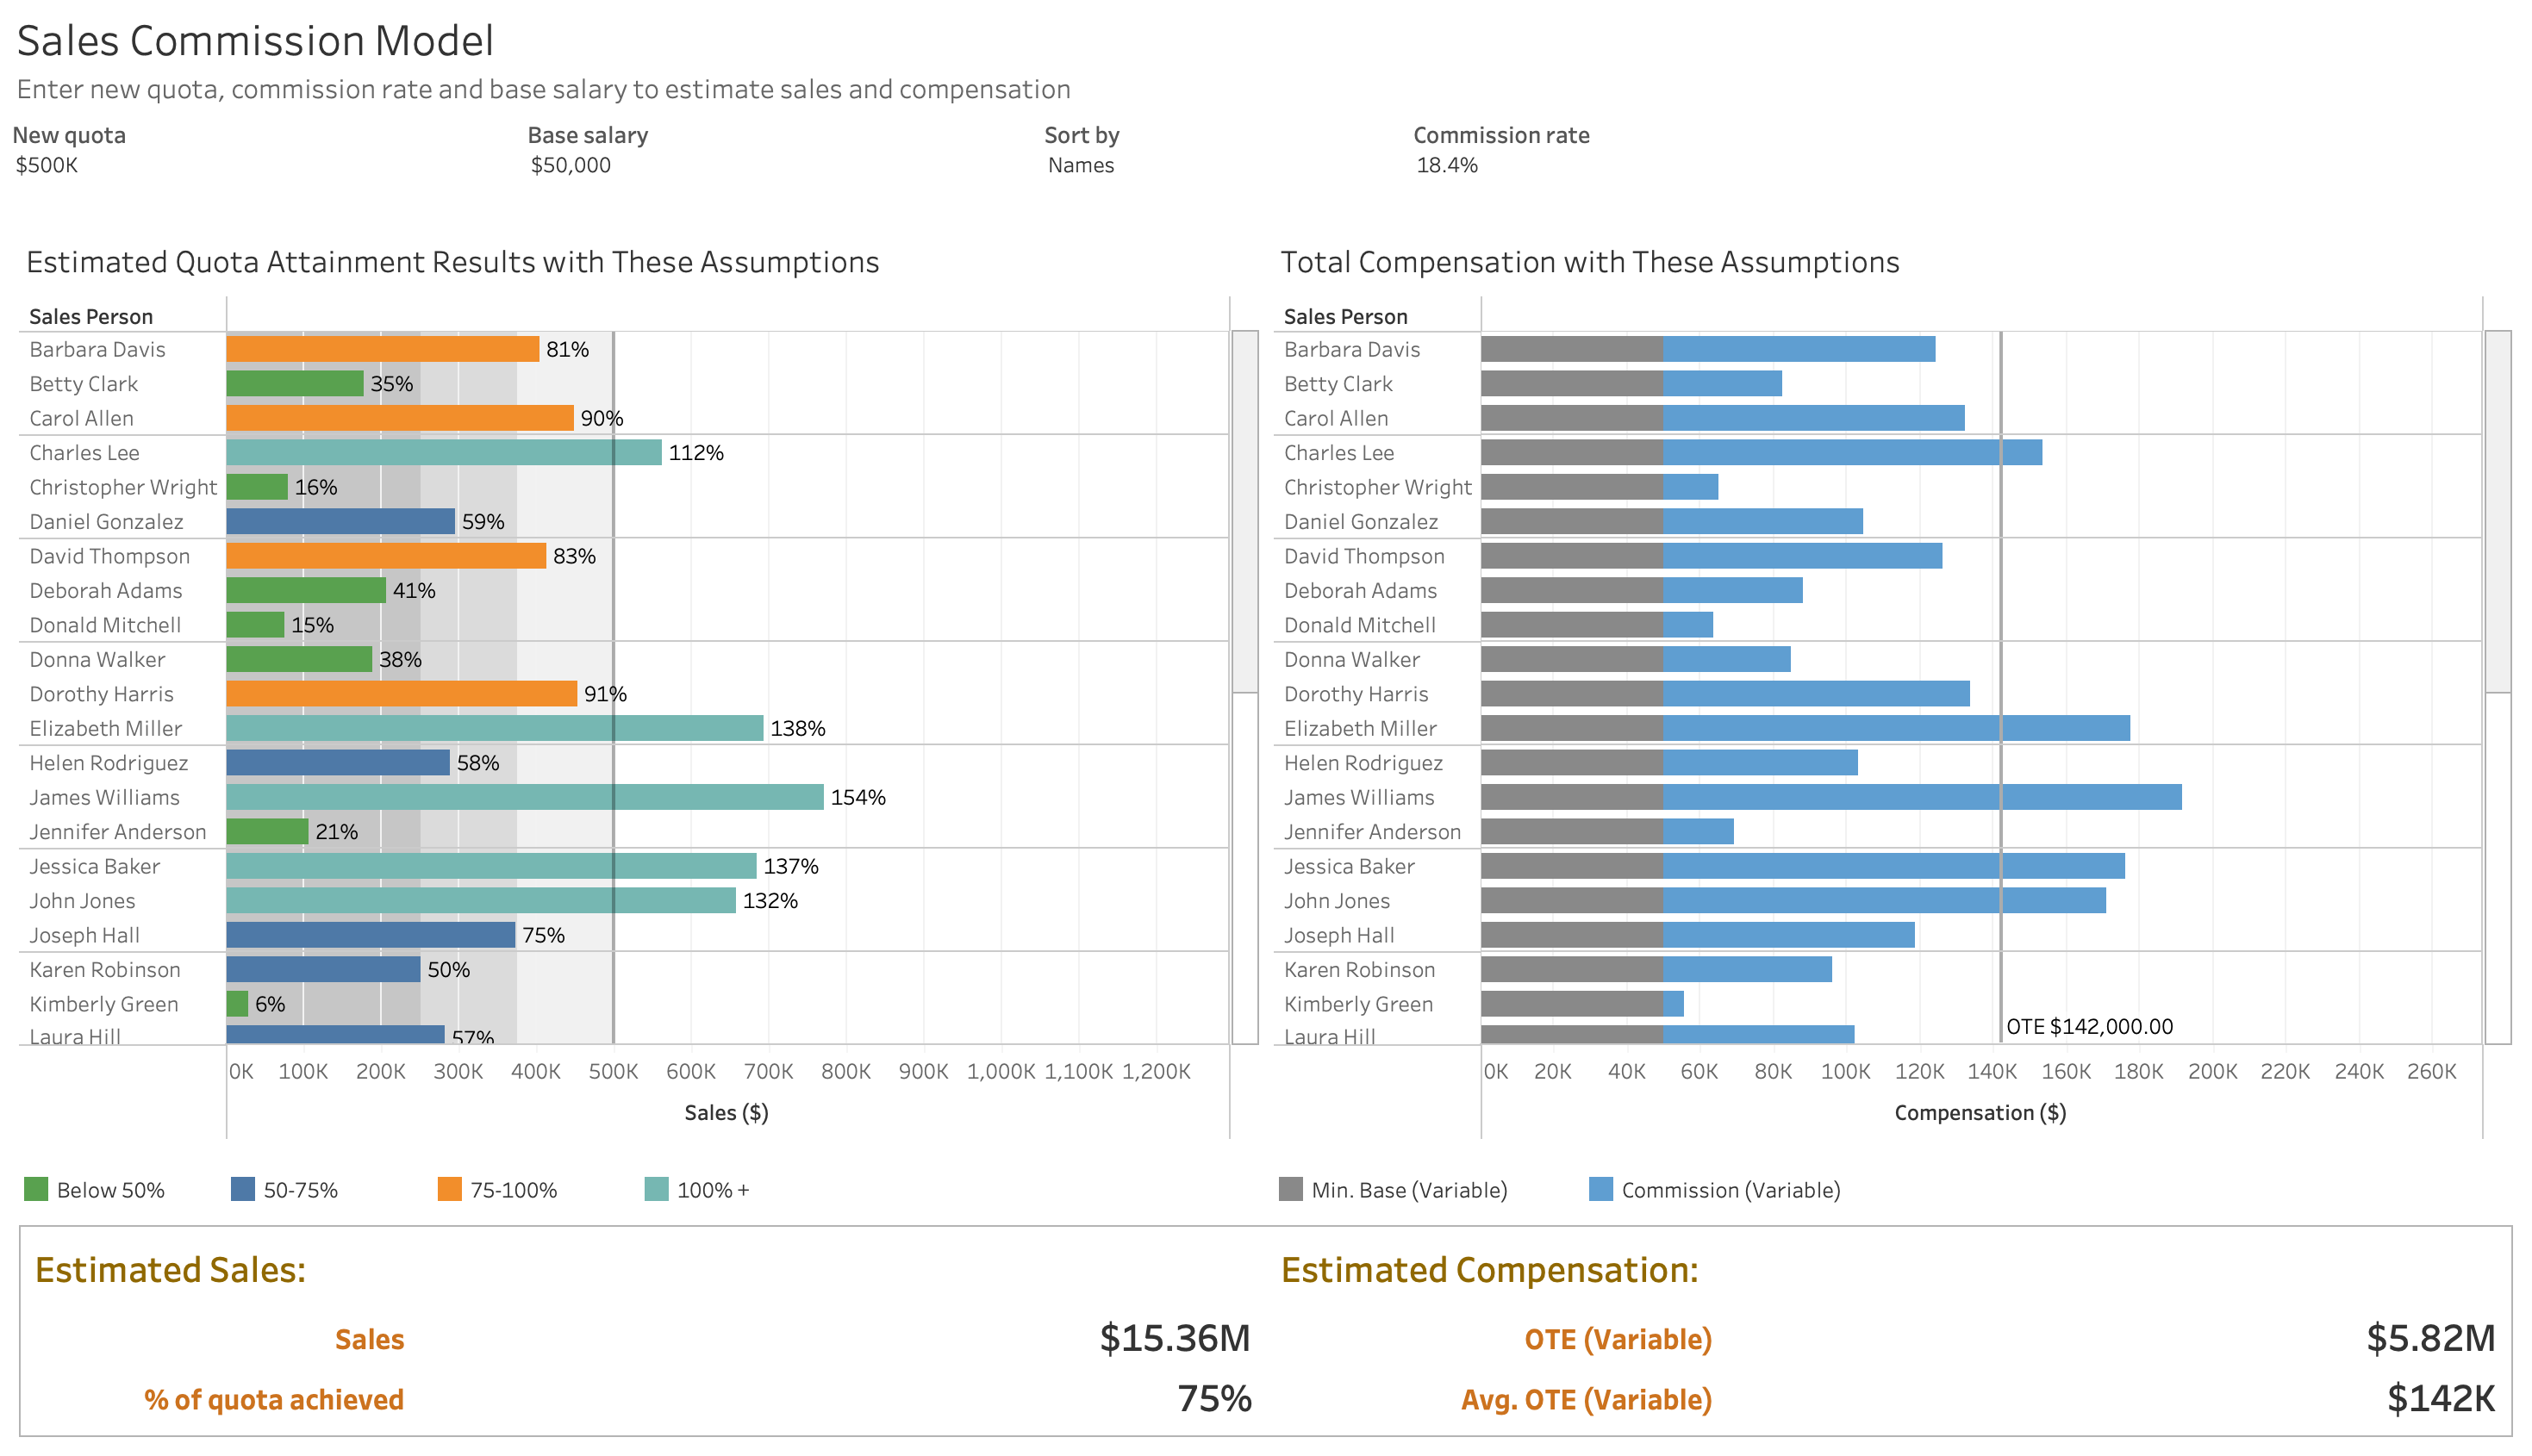 Sales Commission Model
Enter new quota, commission rate and base salary to estimate sales and compensation
New quota
$500K
Base salary
$50,000
Sort by
Names
Commission rate
18.4%
Estimated Quota Attainment Results with These Assumptions
Sales Person
Barbara Davis 81%
Betty Clark 35%
Carol Allen 90%
Charles Lee 112%
Christopher Wright 16%
Daniel Gonzalez 59%
David Thompson 83%
Deborah Adams 41%
Donald Mitchell 15%
Donna Walker 38%
Dorothy Harris 91%
Elizabeth Miller 138%
Helen Rodriguez 58%
James Williams 154%
Jennifer Anderson 21%
Jessica Baker 137%
John Jones 132%
Joseph Hall 75%
Karen Robinson 50%
Kimberly Green 6%
Laura Hill 57%
0K 100K 200K 300K 400K 500K 600K 700K 800K 900K 1,000K 1,100K 1,200K
Sales ($)
Below 50% 50-75% 75-100% 100% +
Total Compensation with These Assumptions
Sales Person
Barbara Davis
Betty Clark
Carol Allen
Charles Lee
Christopher Wright
Daniel Gonzalez
David Thompson
Deborah Adams
Donald Mitchell
Donna Walker
Dorothy Harris
Elizabeth Miller
Helen Rodriguez
James Williams
Jennifer Anderson
Jessica Baker
John Jones
Joseph Hall
Karen Robinson
Kimberly Green
Laura Hill
OTE $142,000.00
0K 20K 40K 60K 80K 100K 120K 140K 160K 180K 200K 220K 240K 260K
Compensation ($)
Min. Base (Variable) Commission (Variable)
Estimated Sales:
Sales $15.36M
% of quota achieved 75%
Estimated Compensation:
OTE (Variable) $5.82M
Avg. OTE (Variable) $142K